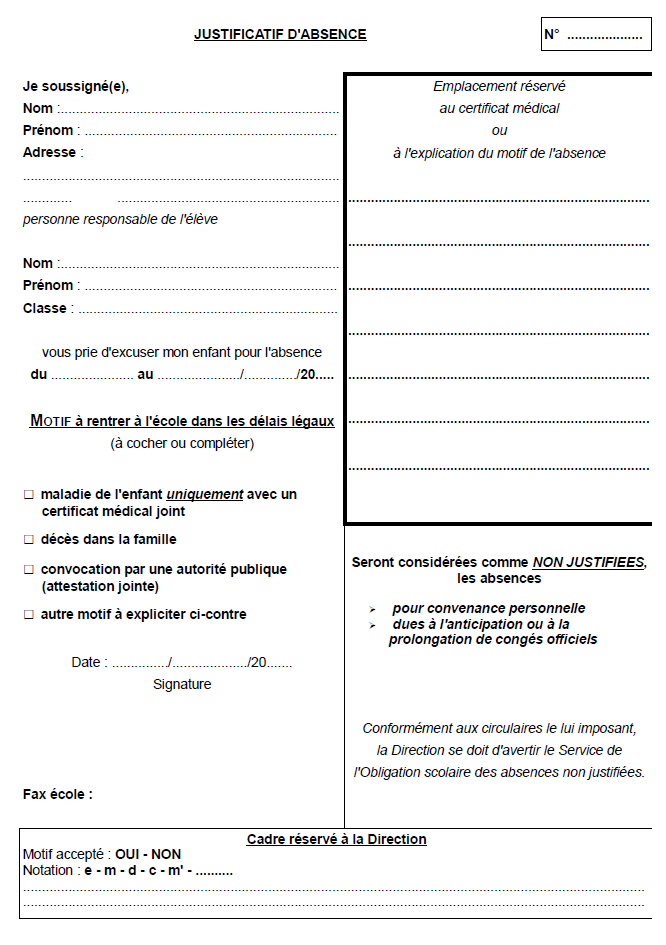 JUSTIFICATIF D'ABSENCE
N° ....................
Je soussigné(e),
Nom :..........................................................................
Prénom : ...................................................................
Adresse :
....................................................................................
............. ...........................................................
personne responsable de l'élève
Nom :..........................................................................
Prénom : ...................................................................
Classe : .....................................................................
vous prie d'excuser mon enfant pour l'absence
du ...................... au ....................../............../20.....
MOTIF à rentrer à l'école dans les délais légaux
(à cocher ou compléter)
☐ maladie de l'enfant uniquement avec un
certificat médical joint
☐ décès dans la famille
☐ convocation par une autorité publique
(attestation jointe)
☐ autre motif à expliciter ci-contre
Date : .............../..................../20.......
Signature
Fax école :
Emplacement réservé
au certificat médical
ou
à l'explication du motif de l'absence
................................................................................
................................................................................
................................................................................
................................................................................
................................................................................
................................................................................
................................................................................
Seront considérées comme NON JUSTIFIEES,
les absences
➢ pour convenance personnelle
➢ dues à l'anticipation ou à la
prolongation de congés officiels
Conformément aux circulaires le lui imposant,
la Direction se doit d'avertir le Service de
l'Obligation scolaire des absences non justifiées.
Cadre réservé à la Direction
Motif accepté : OUI - NON
Notation : e - m - d - c - m' - ..........
....................................................................................................................................................................
....................................................................................................................................................................